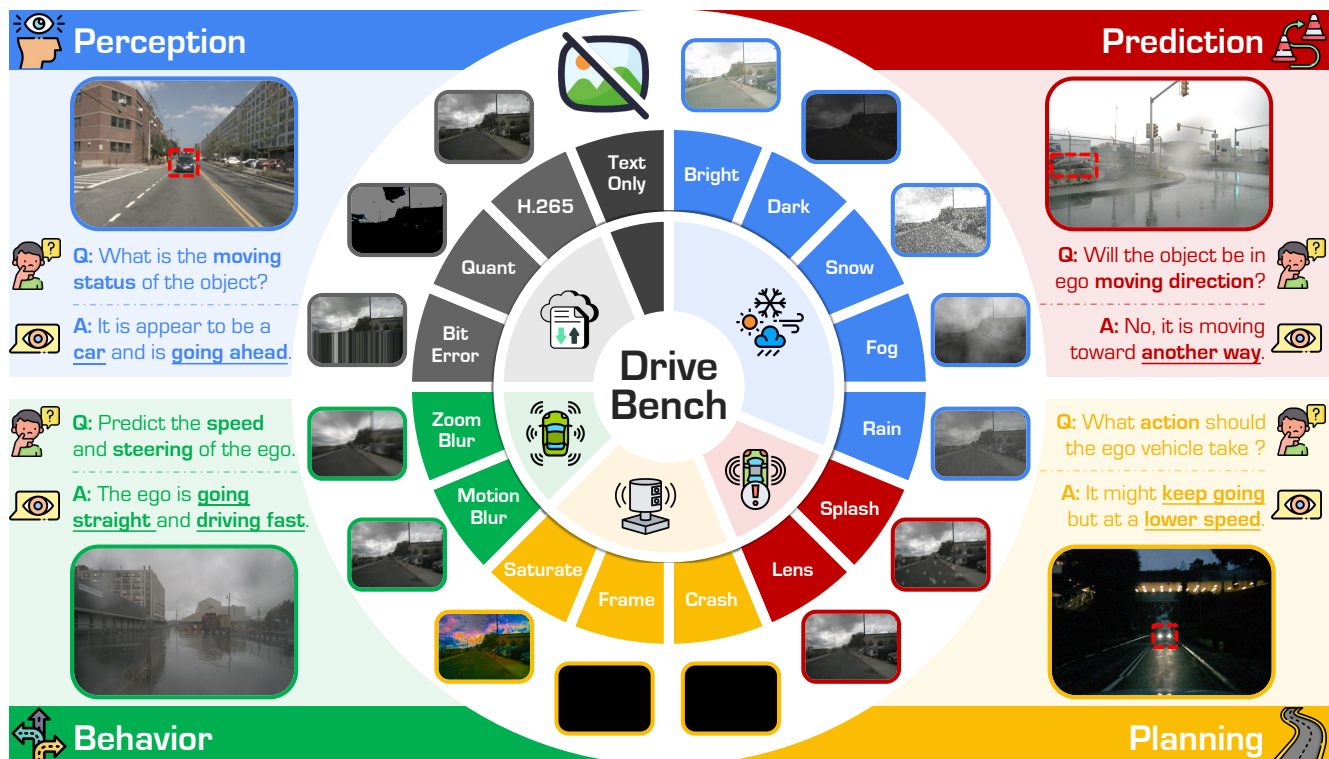 Perception
Q: What is the moving
status of the object?
A: It is appear to be a
car and is going ahead.
Prediction
Q: Will the object be in
ego moving direction?
A: No, it is moving
toward another way.
Q: Predict the speed
and steering of the ego.
A: The ego is going
straight and driving fast.
Behavior
Q: What action should
the ego vehicle take ?
A: It might keep going
but at a lower speed.
Planning
Drive
Bench
Text
Only
Bright
Dark
Snow
Fog
Rain
Splash
Lens
Crash
Frame
Saturate
Motion
Blur
Zoom
Blur
Bit
Error
Quant
H.265